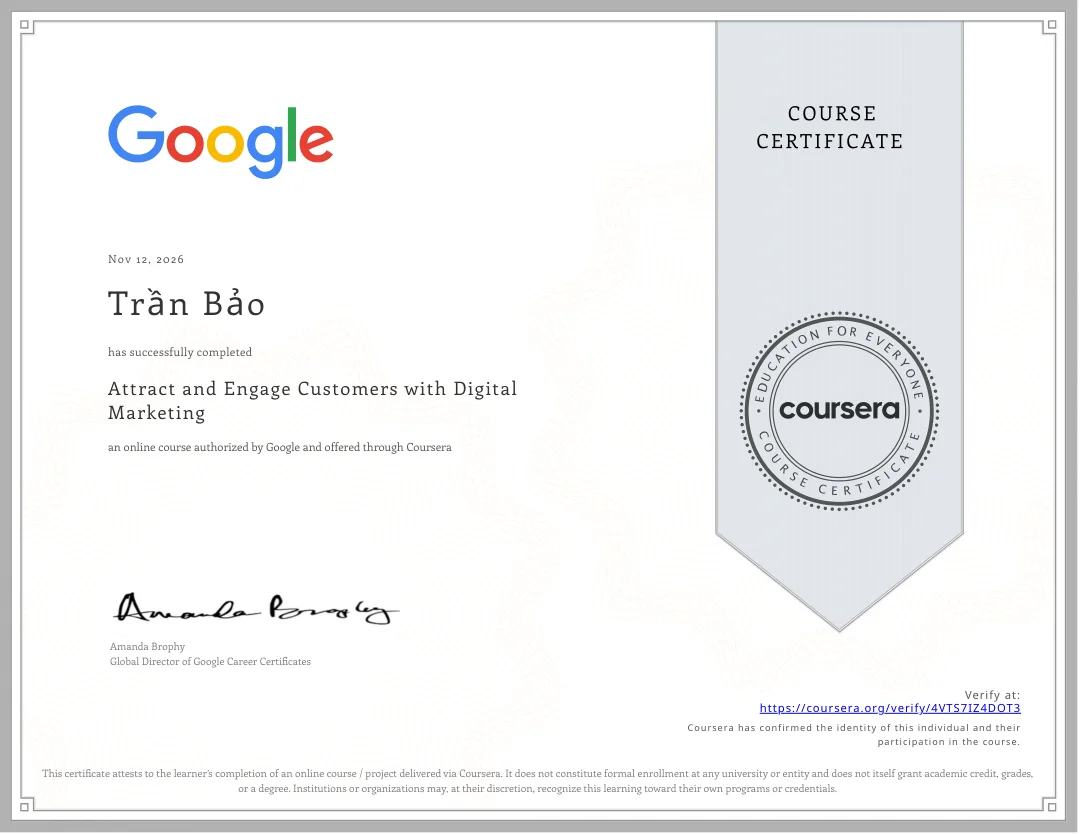 Google
COURSE
CERTIFICATE
Nov 12, 2026
Trần Bảo
has successfully completed
Attract and Engage Customers with Digital
Marketing
an online course authorized by Google and offered through Coursera
EDUCATION FOR EVERYONE
coursera
COURSE CERTIFICATE
Amanda Brophy
Amanda Brophy
Global Director of Google Career Certificates
Verify at:
https://coursera.org/verify/4VTS7IZ4DOT3
Coursera has confirmed the identity of this individual and their
participation in the course.
This certificate attests to the learner's completion of an online course / project delivered via Coursera. It does not constitute formal enrollment at any university or entity and does not itself grant academic credit, grades,
or a degree. Institutions or organizations may, at their discretion, recognize this learning toward their own programs or credentials.